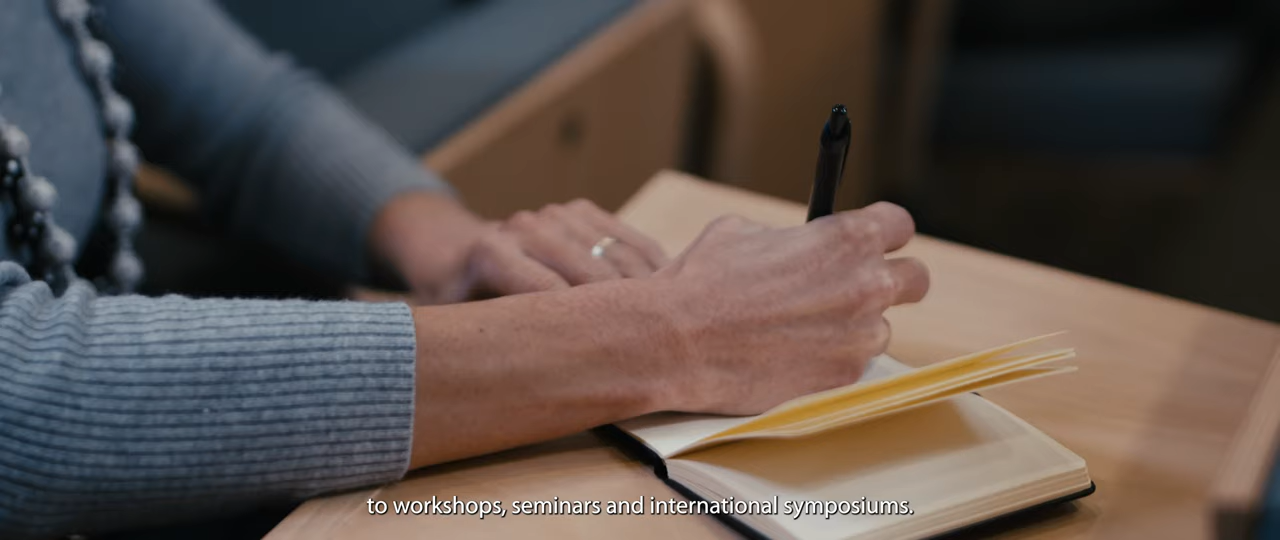 to workshops, seminars and international symposiums.